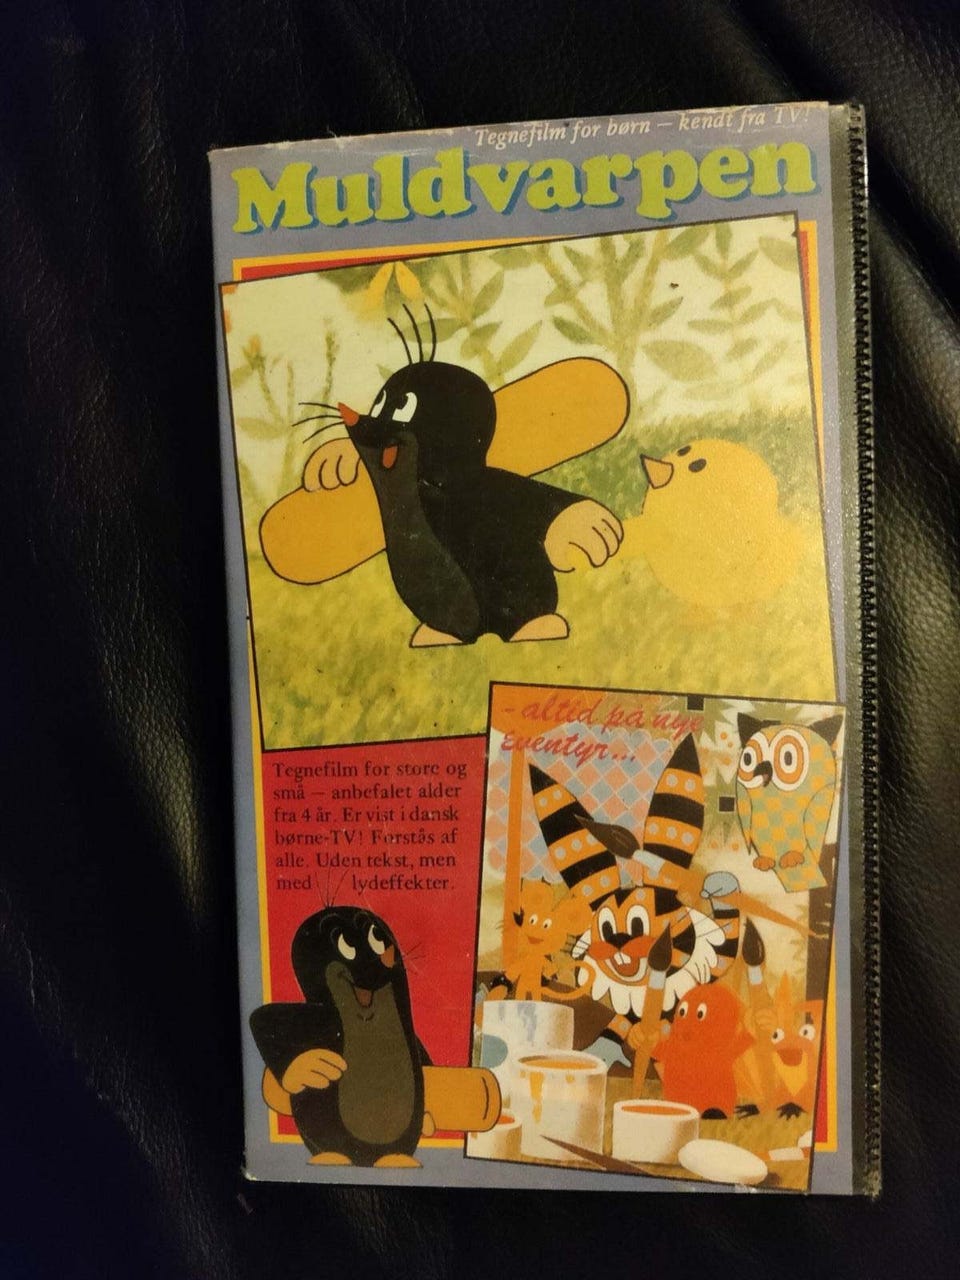 Tegnefilm for børn – kendt fra TV!
Muldvarpen
- altid på nye
eventyr...
Tegnefilm for store og
små – anbefalet alder
fra 4 år. Er vist i dansk
børne-TV! Forstås af
alle. Uden tekst, men
med lydeffekter.